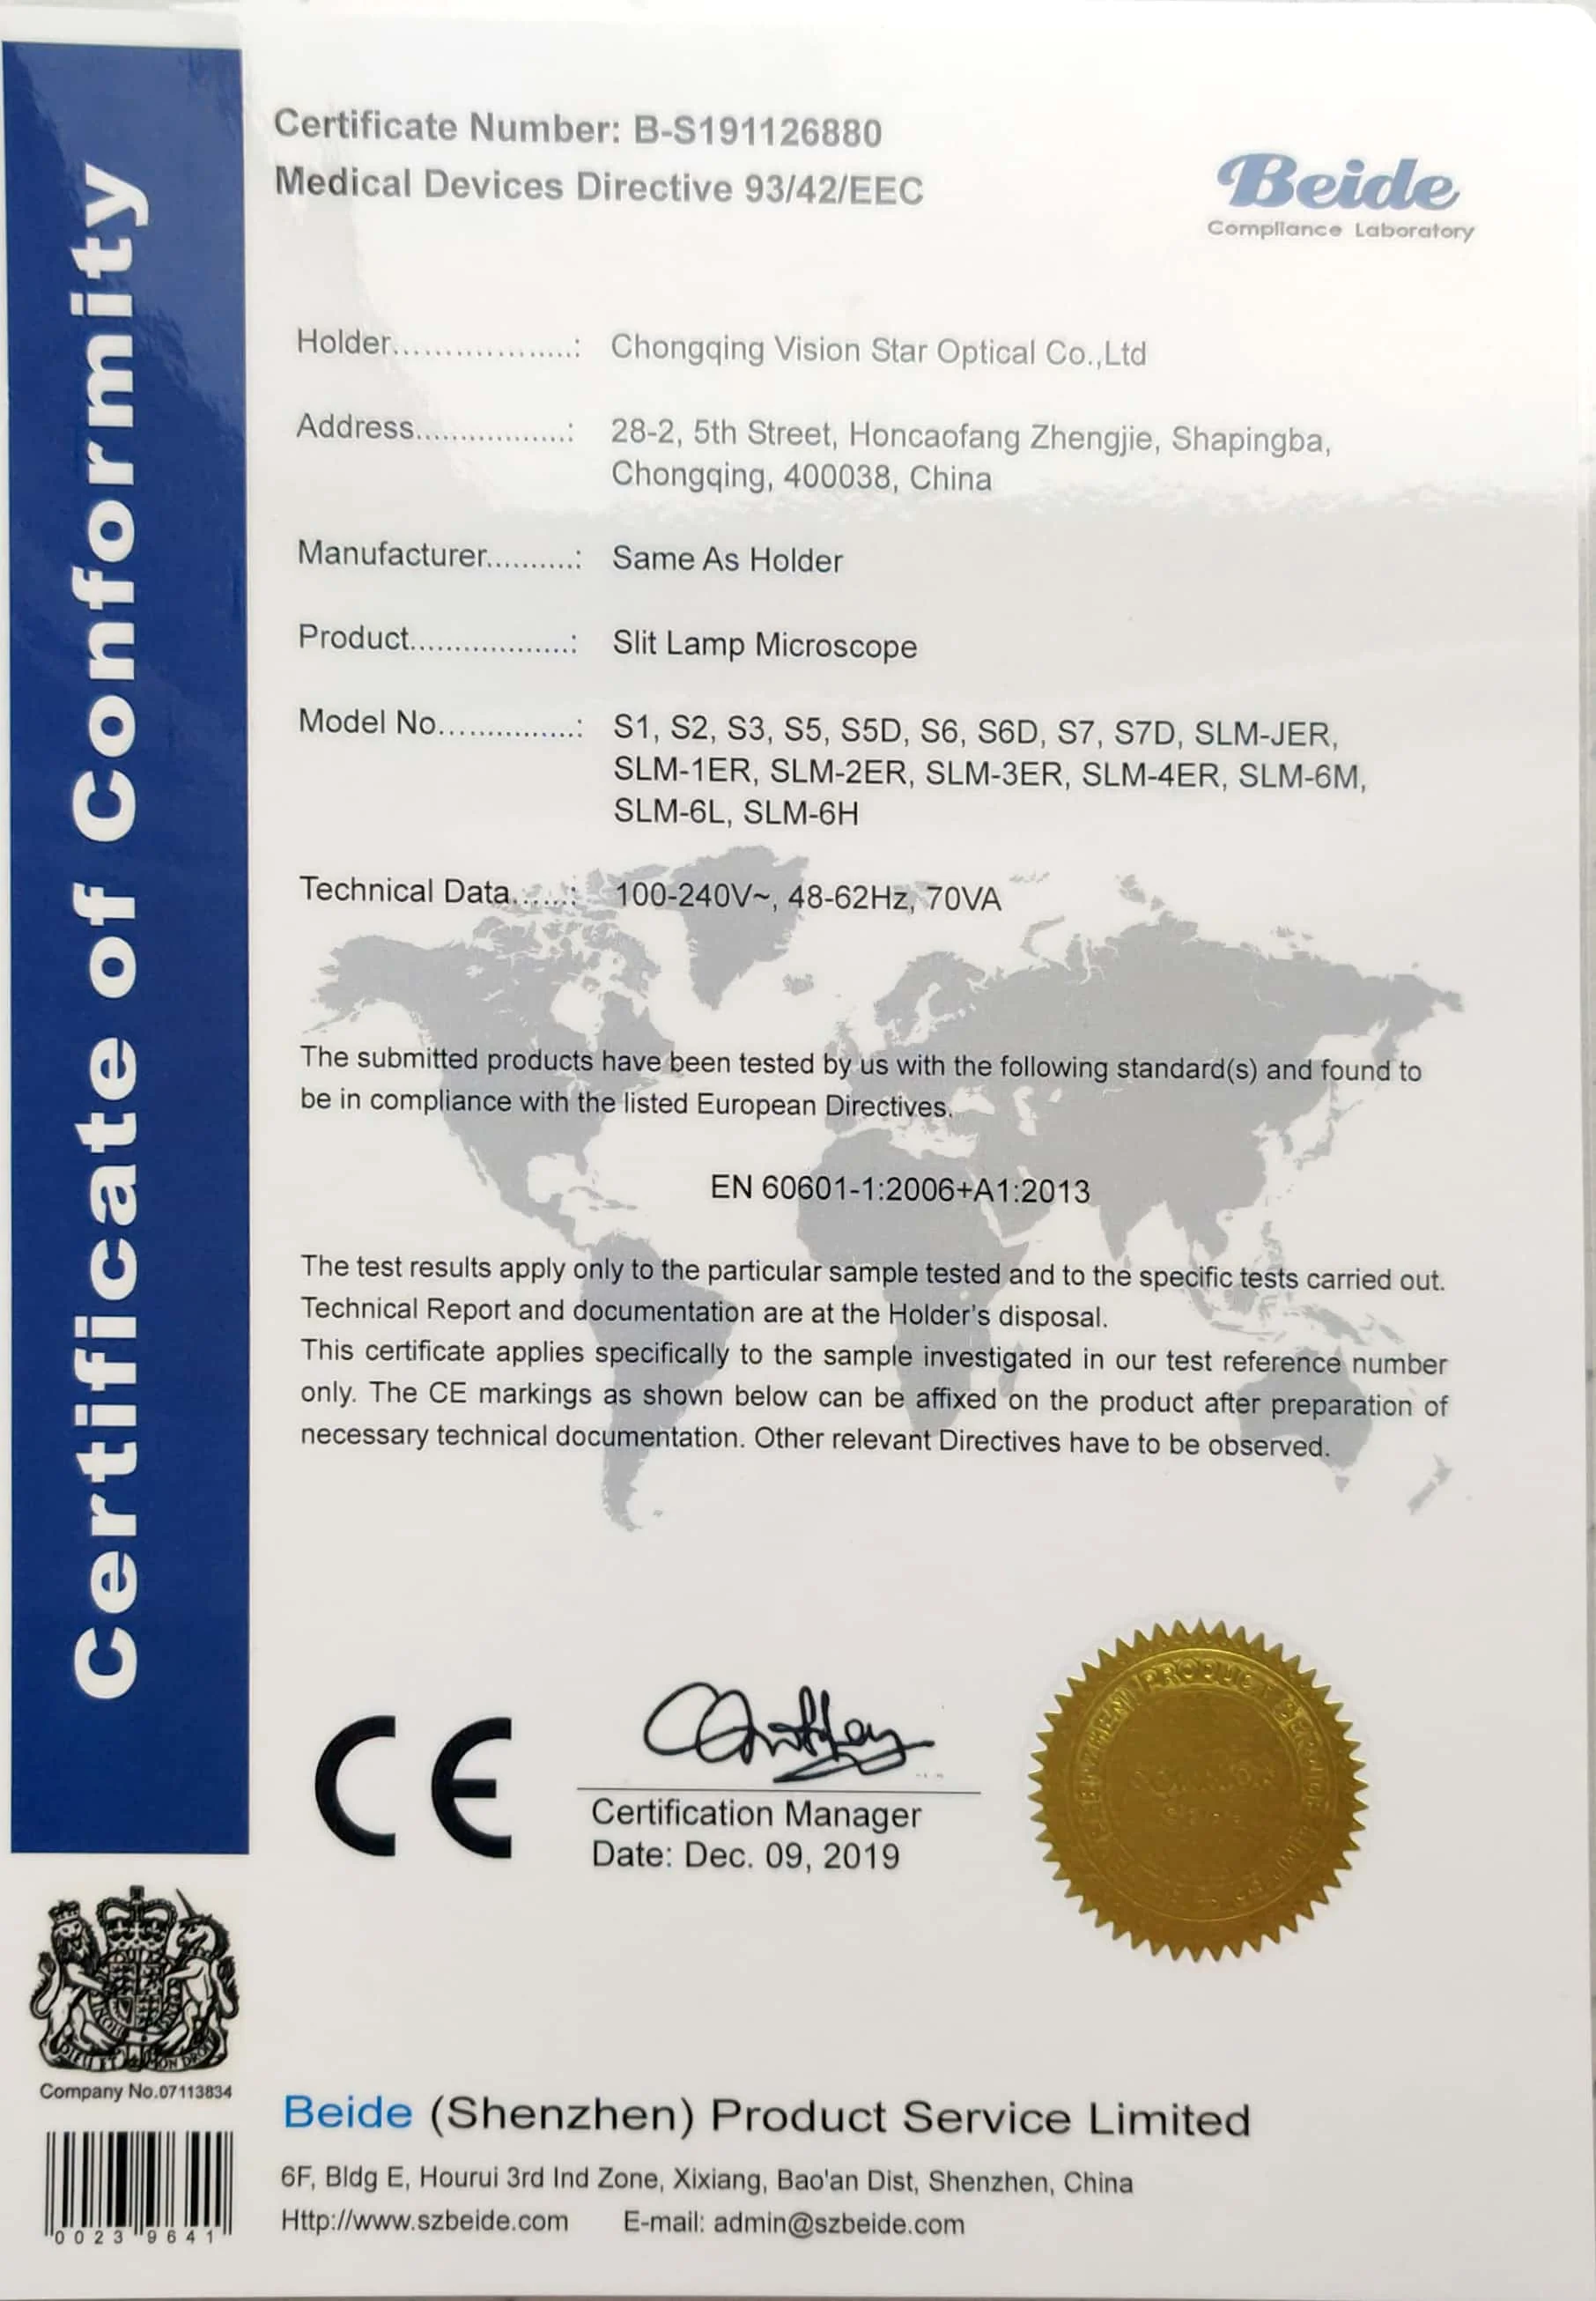 Certificate of Conformity
Certificate Number: B-S191126880
Medical Devices Directive 93/42/EEC
Beide
Compliance Laboratory
Holder...................: Chongqing Vision Star Optical Co.,Ltd
Address.................: 28-2, 5th Street, Honcaofang Zhengjie, Shapingba,
Chongqing, 400038, China
Manufacturer..........: Same As Holder
Product..................: Slit Lamp Microscope
Model No...............: S1, S2, S3, S5, S5D, S6, S6D, S7, S7D, SLM-JER,
SLM-1ER, SLM-2ER, SLM-3ER, SLM-4ER, SLM-6M,
SLM-6L, SLM-6H
Technical Data......: 100-240V~, 48-62Hz, 70VA
The submitted products have been tested by us with the following standard(s) and found to
be in compliance with the listed European Directives.
EN 60601-1:2006+A1:2013
The test results apply only to the particular sample tested and to the specific tests carried out.
Technical Report and documentation are at the Holder's disposal.
This certificate applies specifically to the sample investigated in our test reference number
only. The CE markings as shown below can be affixed on the product after preparation of
necessary technical documentation. Other relevant Directives have to be observed.
CE
Certification Manager
Date: Dec. 09, 2019
PRODUCT SERVICE
DIEU ET MON DROIT
Company No.07113834
00239641
Beide (Shenzhen) Product Service Limited
6F, Bldg E, Hourui 3rd Ind Zone, Xixiang, Bao'an Dist, Shenzhen, China
Http://www.szbeide.com E-mail: admin@szbeide.com